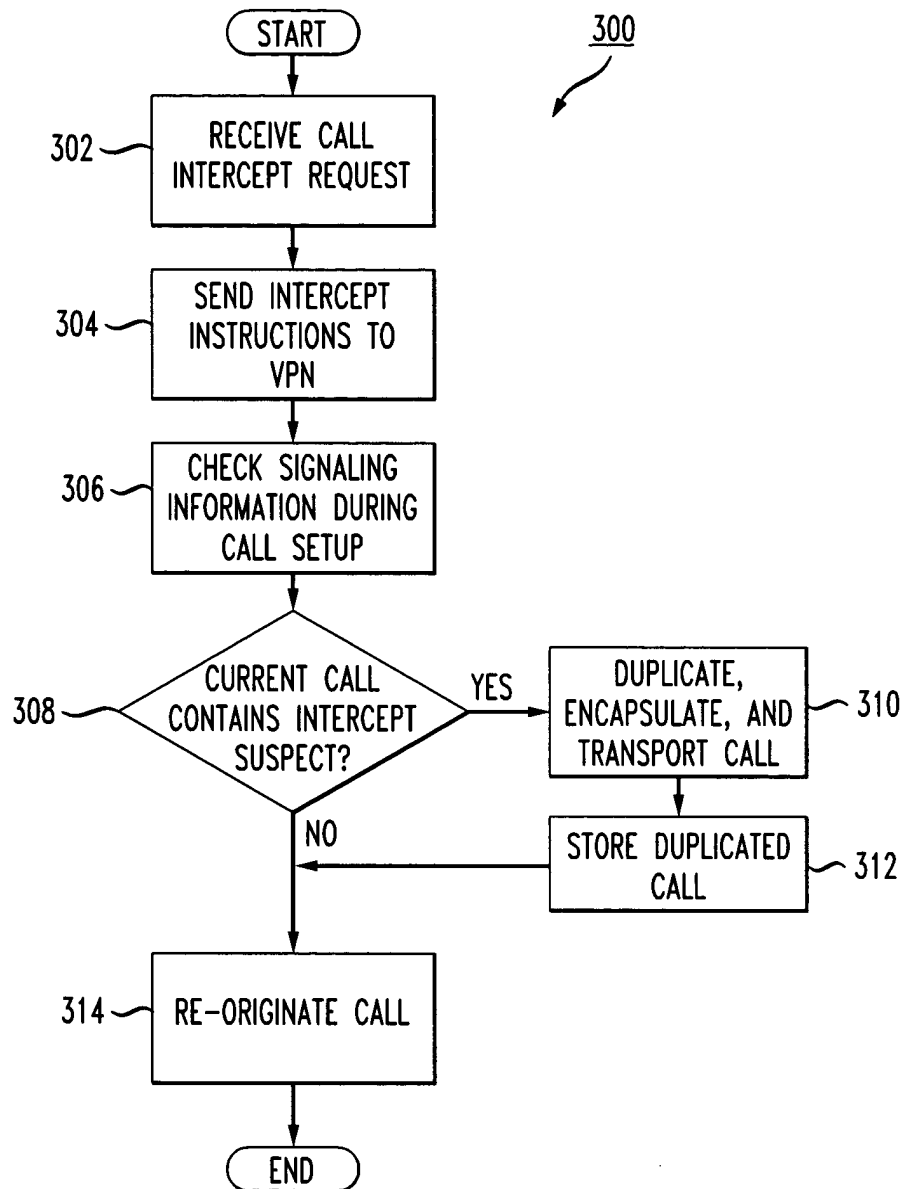 START
300
302
RECEIVE CALL
INTERCEPT REQUEST
304
SEND INTERCEPT
INSTRUCTIONS TO
VPN
306
CHECK SIGNALING
INFORMATION DURING
CALL SETUP
308
CURRENT CALL
CONTAINS INTERCEPT
SUSPECT?
YES
DUPLICATE,
ENCAPSULATE, AND
TRANSPORT CALL
310
NO
STORE DUPLICATED
CALL
312
314
RE-ORIGINATE CALL
END